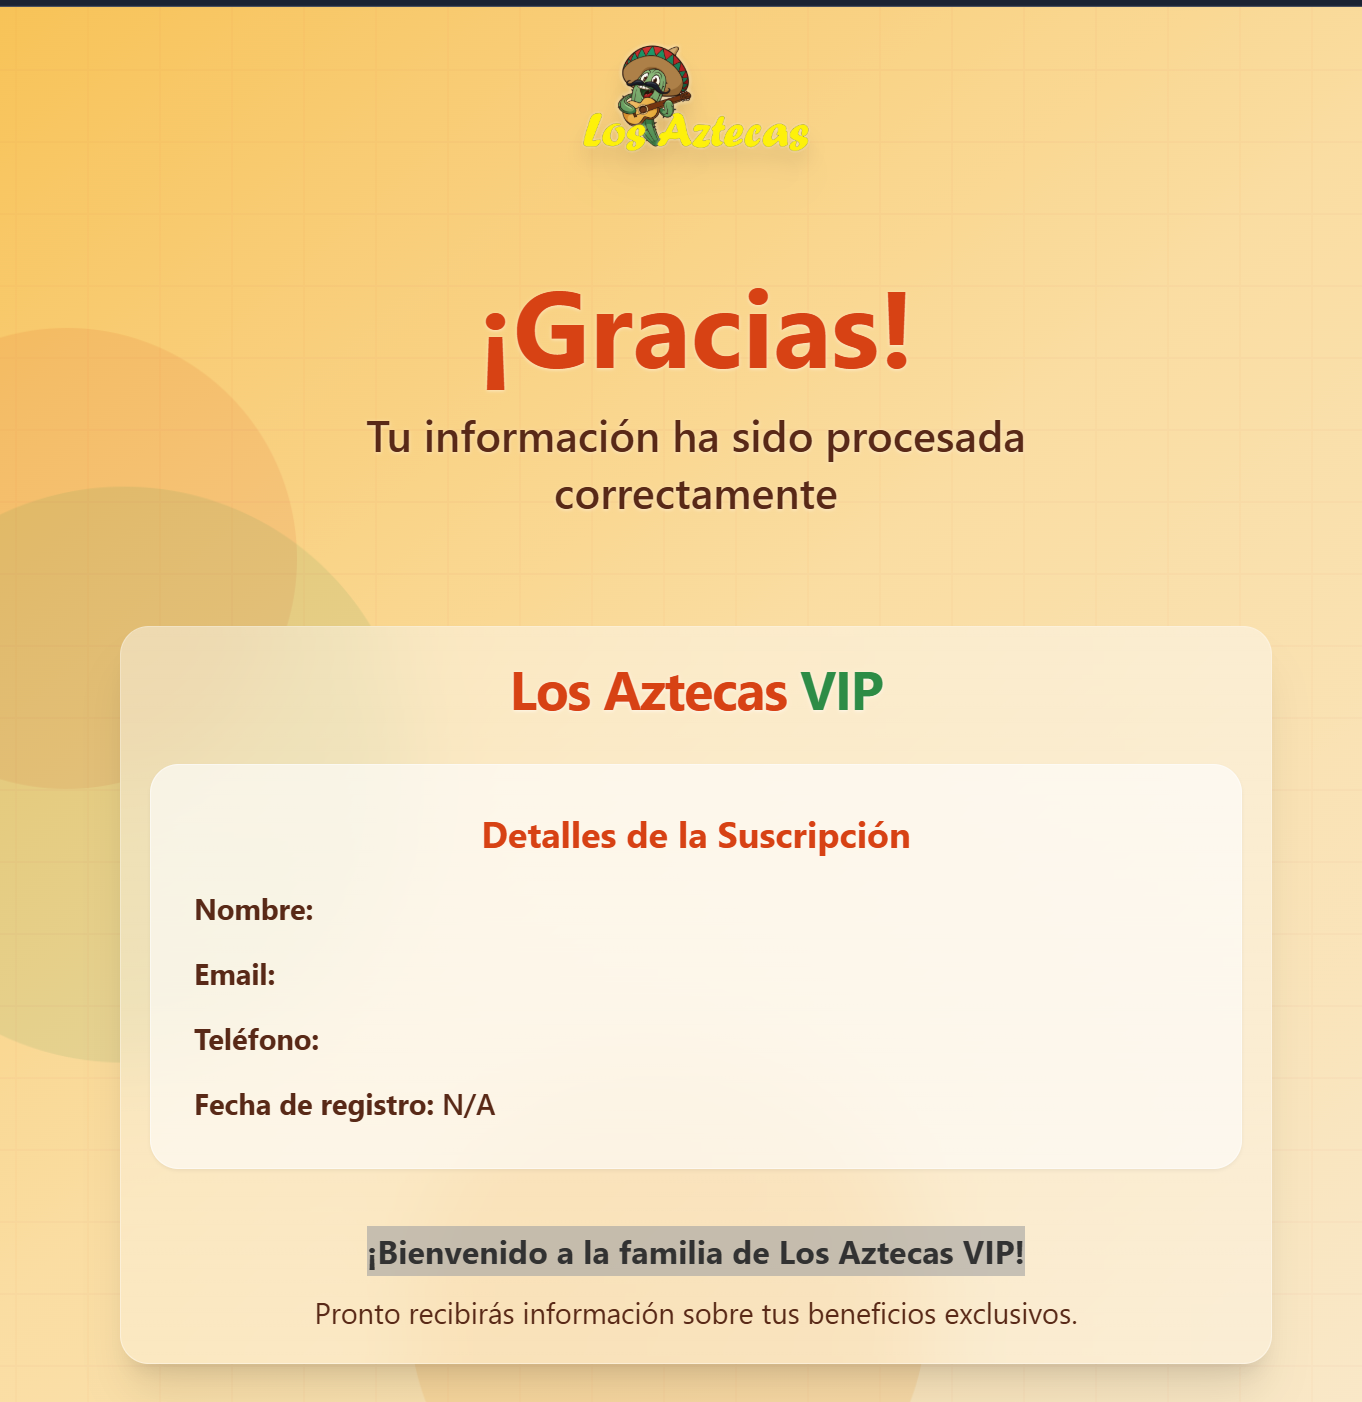 Los Aztecas
¡Gracias!
Tu información ha sido procesada
correctamente
Los Aztecas VIP
Detalles de la Suscripción
Nombre:
Email:
Teléfono:
Fecha de registro: N/A
¡Bienvenido a la familia de Los Aztecas VIP!
Pronto recibirás información sobre tus beneficios exclusivos.